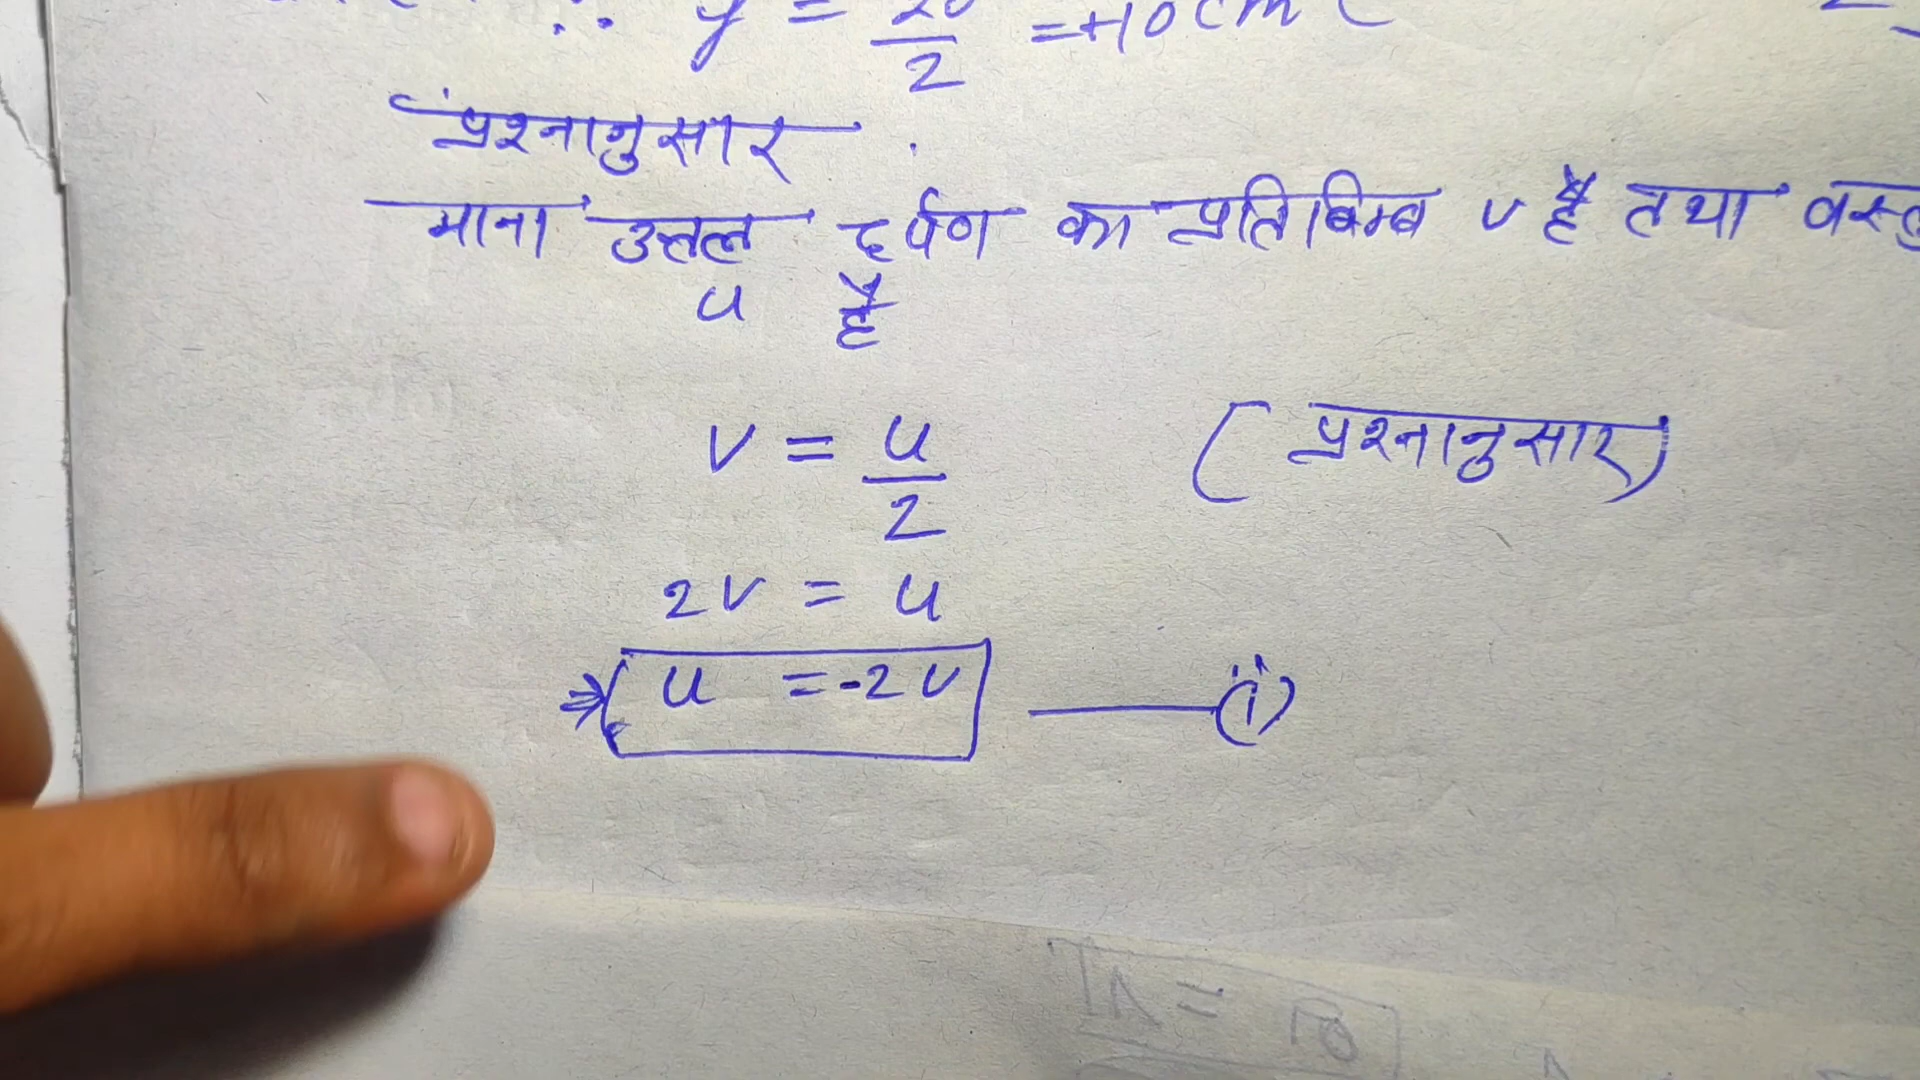 ∴ f = 20/2 = +10 cm
प्रश्नानुसार
माना उत्तल दर्पण का प्रतिबिम्ब v है तथा वस्तु
u है
v = u/2 (प्रश्नानुसार)
2v = u
⇒ u = -2v —— (i)